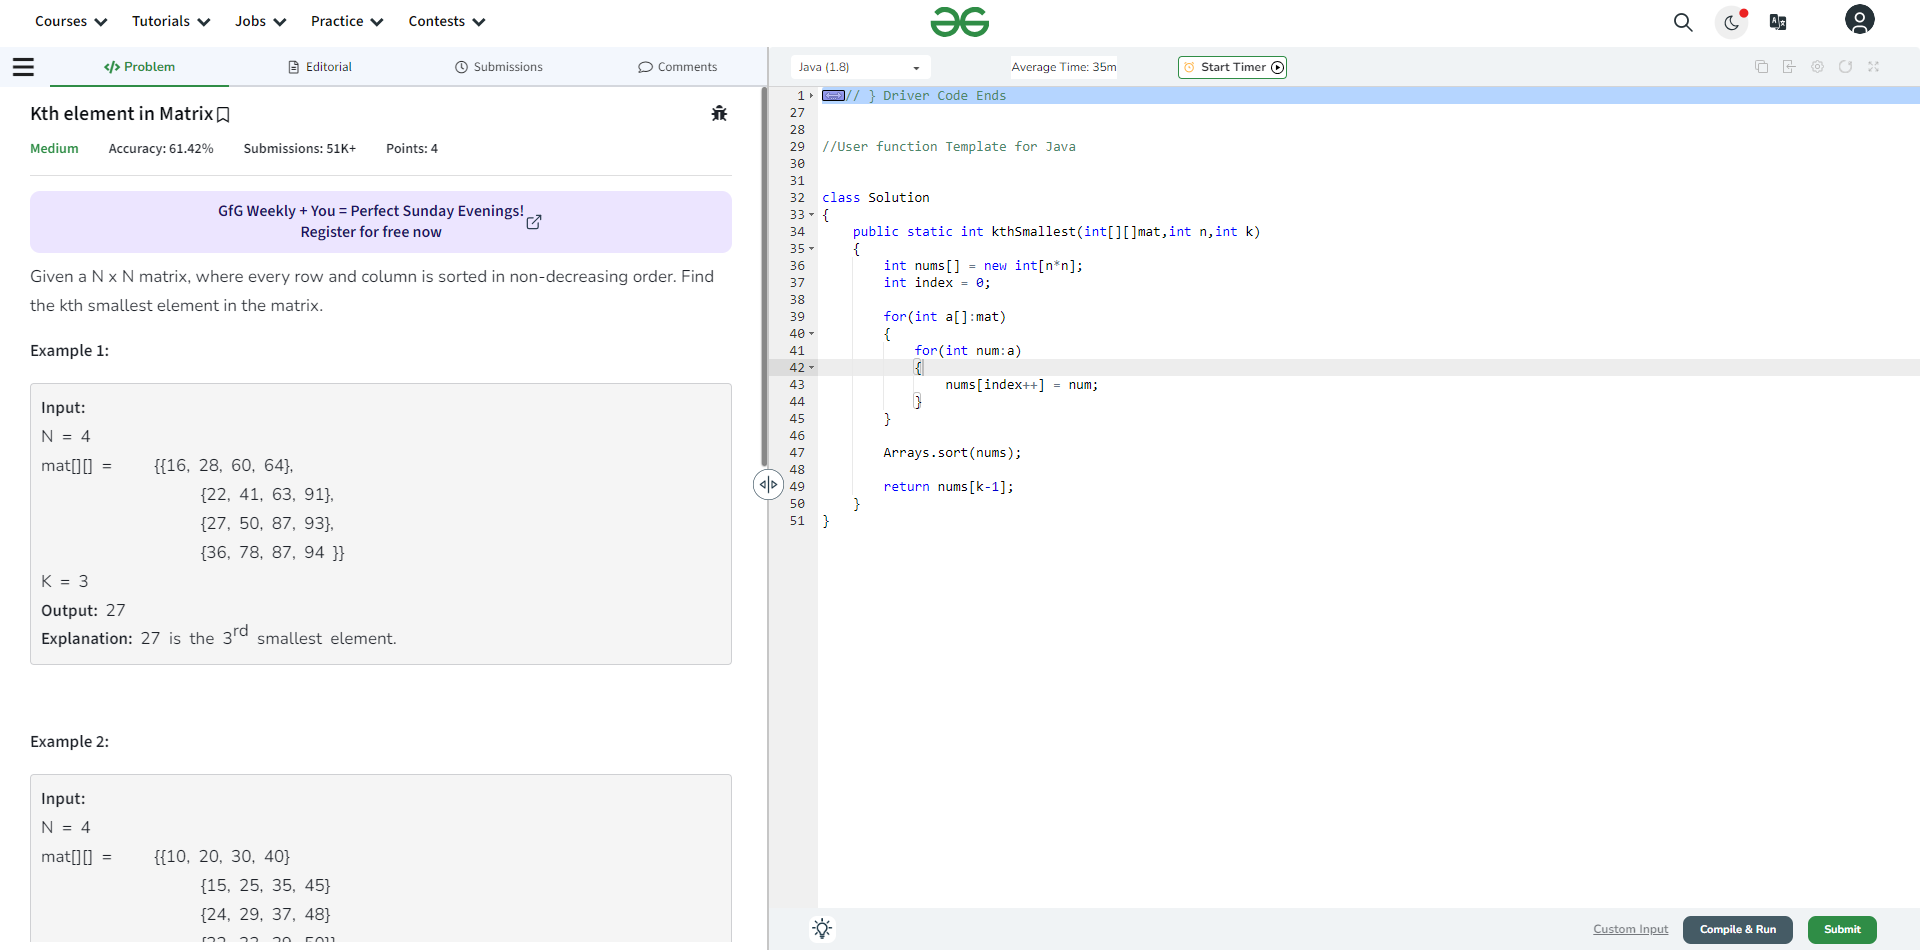 Courses Tutorials Jobs Practice Contests
Problem Editorial Submissions Comments
Java (1.8) Average Time: 35m Start Timer
Kth element in Matrix
Medium Accuracy: 61.42% Submissions: 51K+ Points: 4
GfG Weekly + You = Perfect Sunday Evenings!
Register for free now
Given a N x N matrix, where every row and column is sorted in non-decreasing order. Find
the kth smallest element in the matrix.
Example 1:
Input:
N = 4
mat[][] = {{16, 28, 60, 64},
{22, 41, 63, 91},
{27, 50, 87, 93},
{36, 78, 87, 94 }}
K = 3
Output: 27
Explanation: 27 is the 3rd smallest element.
Example 2:
Input:
N = 4
mat[][] = {{10, 20, 30, 40}
{15, 25, 35, 45}
{24, 29, 37, 48}
1 // } Driver Code Ends
27
28
29 //User function Template for Java
30
31
32 class Solution
33 {
34 public static int kthSmallest(int[][]mat,int n,int k)
35 {
36 int nums[] = new int[n*n];
37 int index = 0;
38
39 for(int a[]:mat)
40 {
41 for(int num:a)
42 {
43 nums[index++] = num;
44 }
45 }
46
47 Arrays.sort(nums);
48
49 return nums[k-1];
50 }
51 }
Custom Input Compile & Run Submit